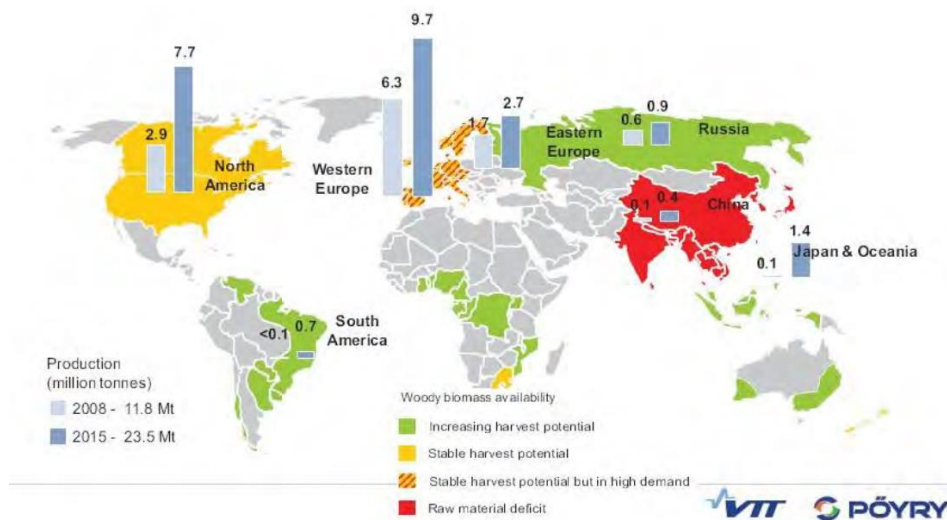 9.7
7.7
6.3
2.9
1.7
2.7
0.6
0.9
Russia
Eastern
Europe
North
America
Western
Europe
China
0.1
0.4
1.4
Japan & Oceania
0.1
South
America
<0.1
0.7
Production
(million tonnes)
2008 - 11.8 Mt
2015 - 23.5 Mt
Woody biomass availability
Increasing harvest potential
Stable harvest potential
Stable harvest potential but in high demand
Raw material deficit
VTT
PÖYRY